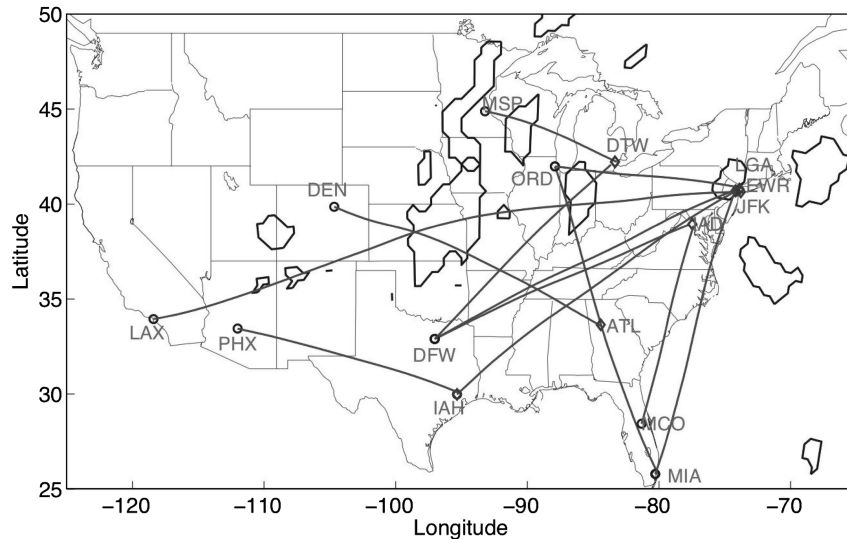 50
45
40
35
30
25
Latitude
−120
−110
−100
−90
−80
−70
Longitude
MSP
DTW
LGA
ORD
DEN
EWR
JFK
IAD
LAX
PHX
DFW
ATL
IAH
MCO
MIA